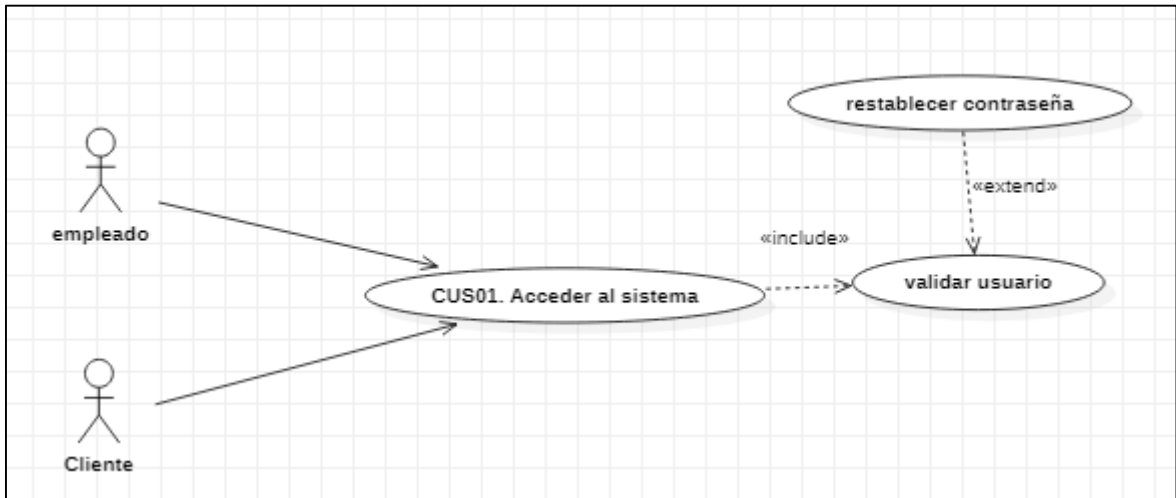 restablecer contraseña
«extend»
empleado
«include»
CUS01. Acceder al sistema
validar usuario
Cliente